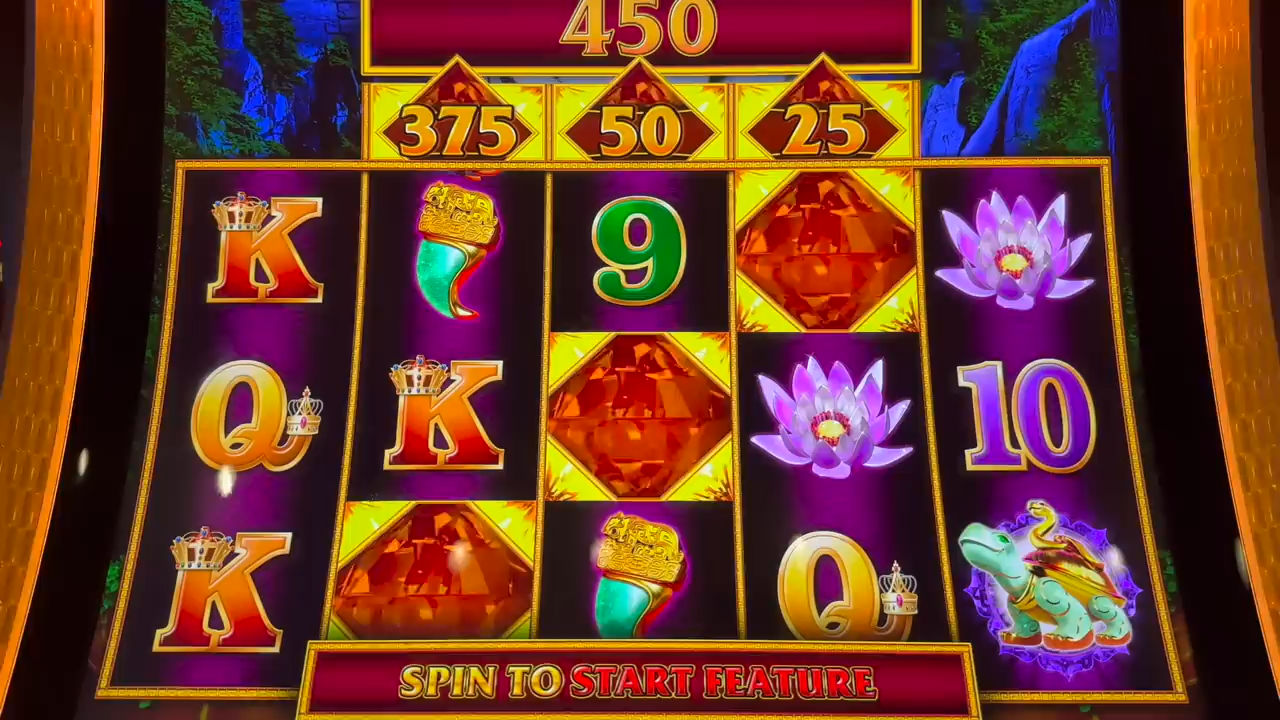 450
375 50 25
K 9
Q K 10
K Q
SPIN TO START FEATURE